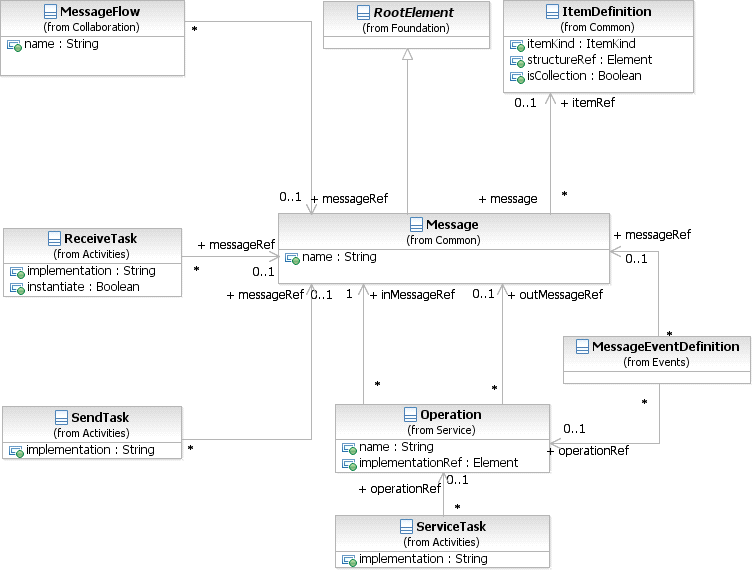 MessageFlow
(from Collaboration)
name : String
*
RootElement
(from Foundation)
ItemDefinition
(from Common)
itemKind : ItemKind
structureRef : Element
isCollection : Boolean
0..1
+ itemRef
0..1
+ messageRef
+ message
*
Message
(from Common)
name : String
ReceiveTask
(from Activities)
implementation : String
instantiate : Boolean
+ messageRef
*
0..1
+ messageRef
0..1
+ messageRef
0..1
1
+ inMessageRef
0..1
+ outMessageRef
*
MessageEventDefinition
(from Events)
*
*
*
SendTask
(from Activities)
implementation : String
*
Operation
(from Service)
name : String
implementationRef : Element
0..1
+ operationRef
+ operationRef
0..1
*
ServiceTask
(from Activities)
implementation : String